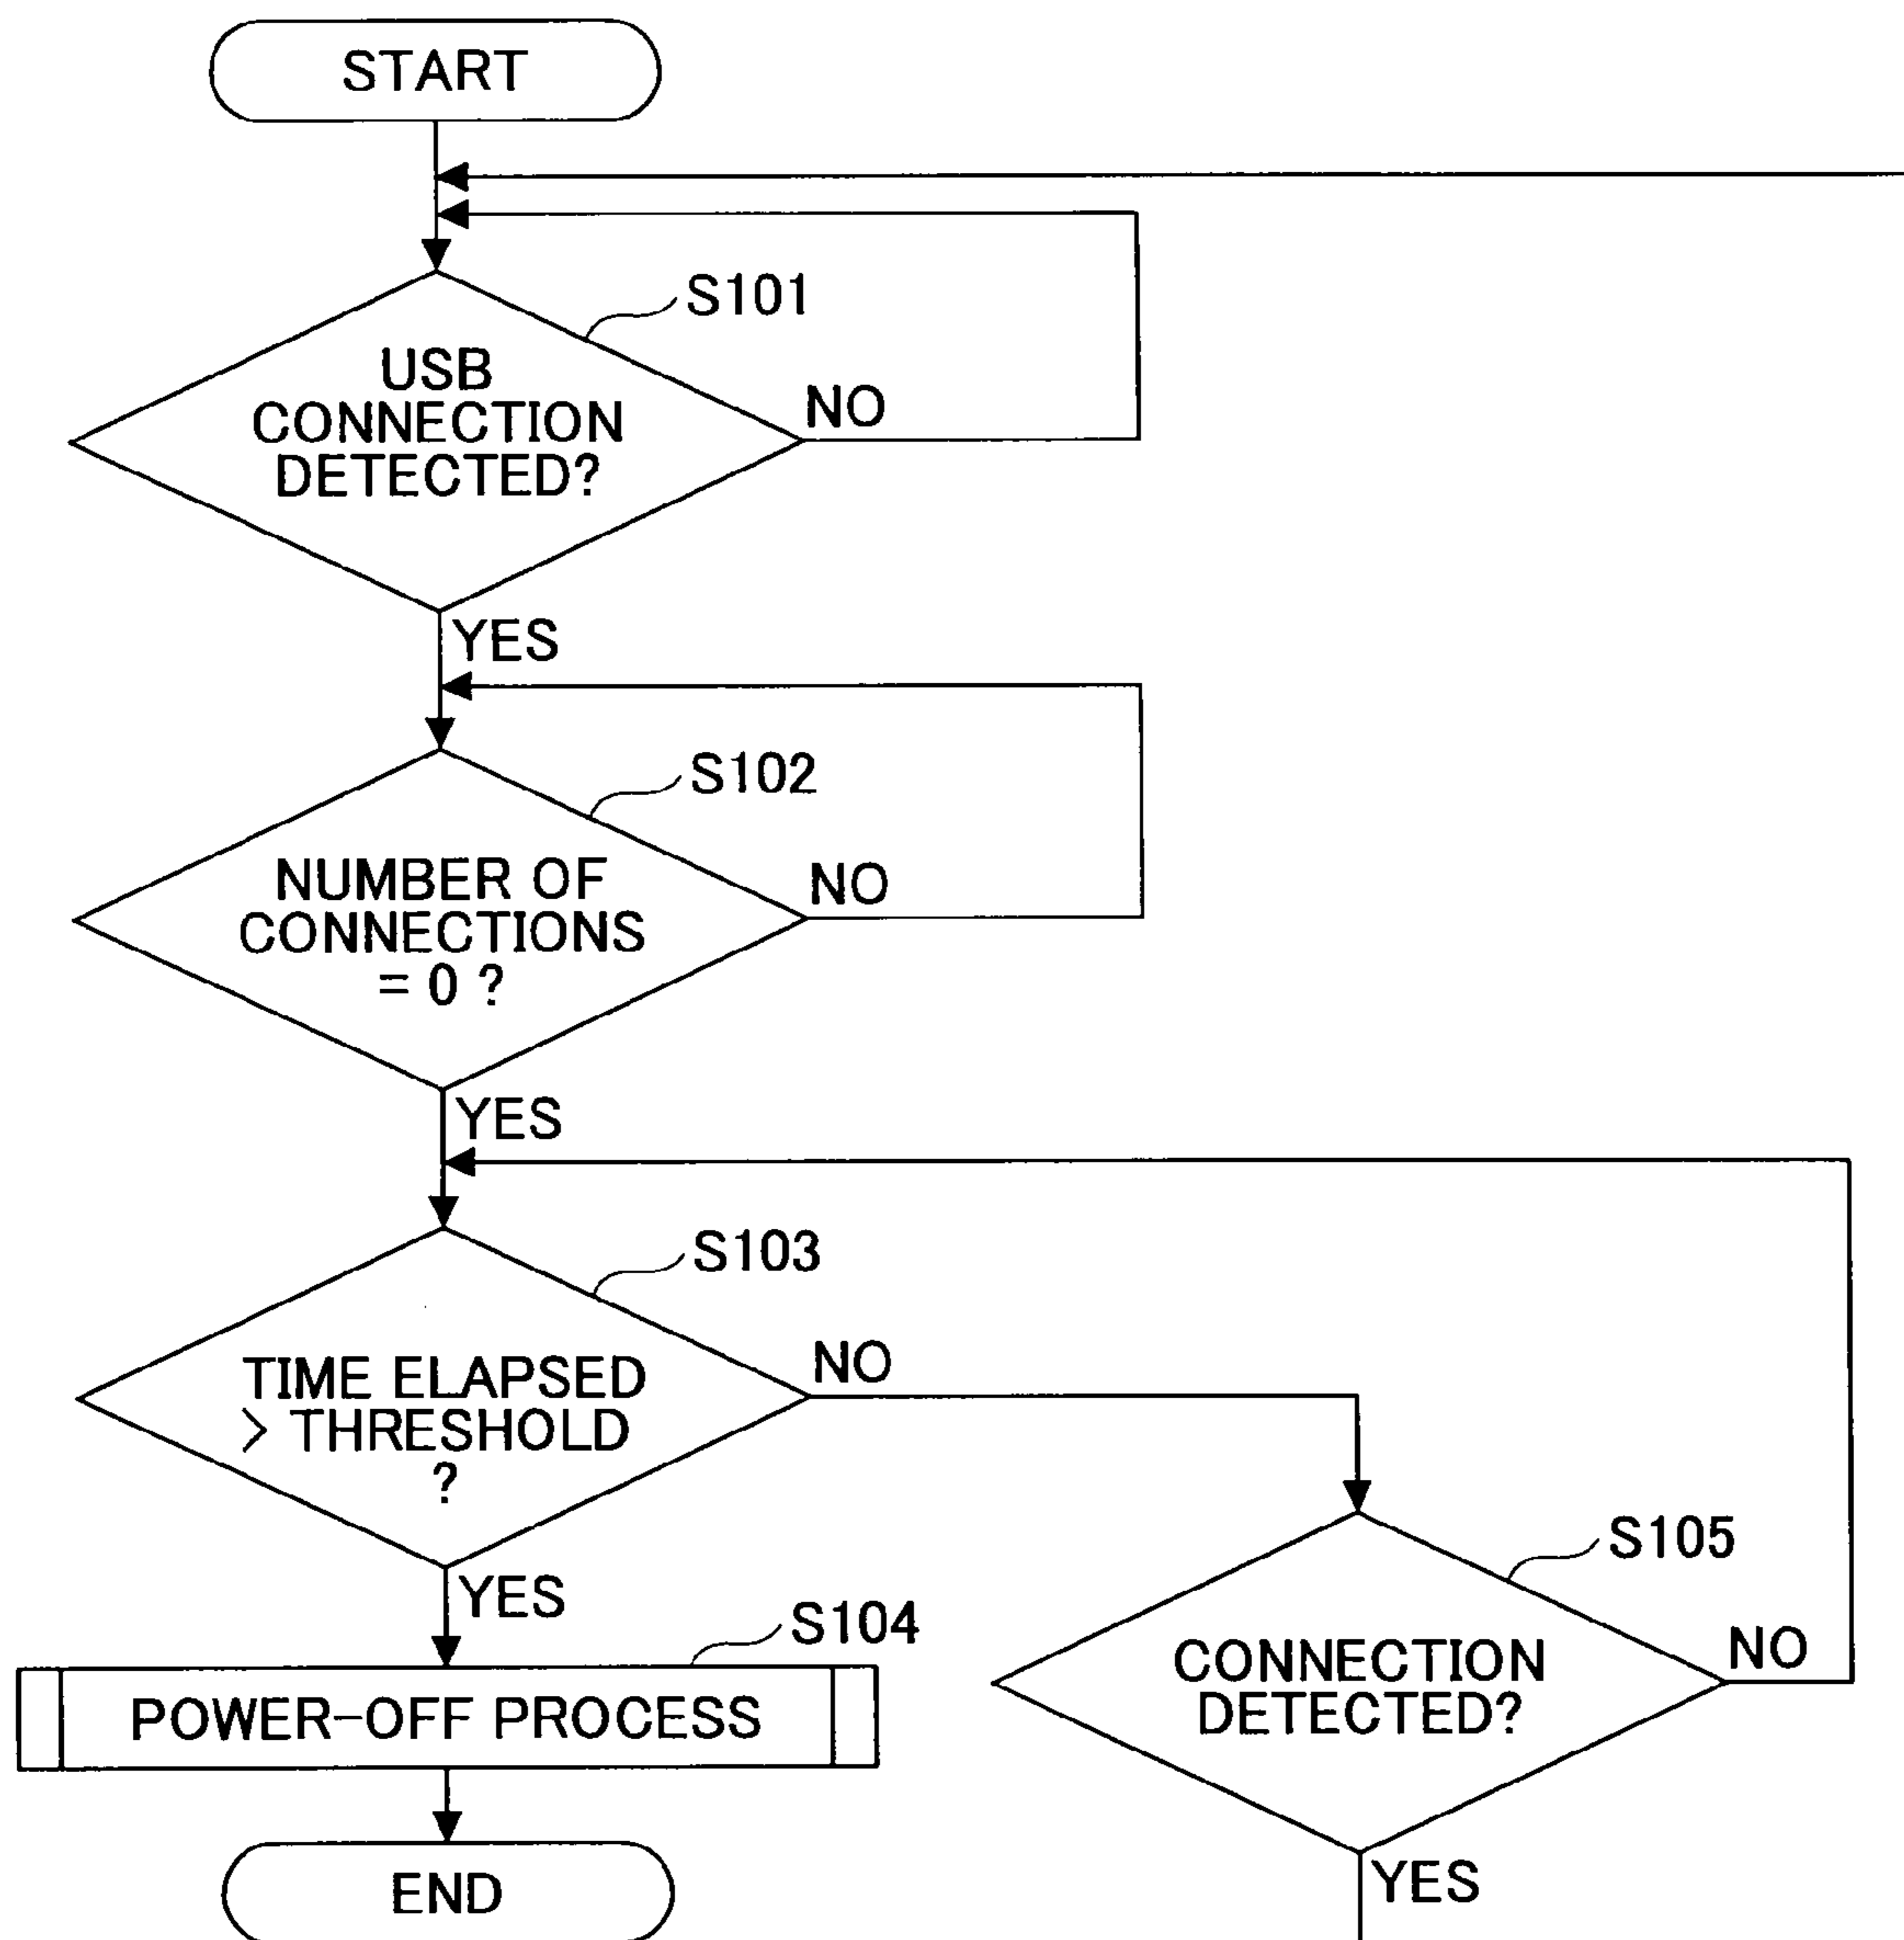 START
S101
USB
CONNECTION
DETECTED?
NO
YES
S102
NUMBER OF
CONNECTIONS
= 0 ?
NO
YES
S103
TIME ELAPSED
> THRESHOLD
?
NO
YES
S104
POWER-OFF PROCESS
END
S105
CONNECTION
DETECTED?
NO
YES